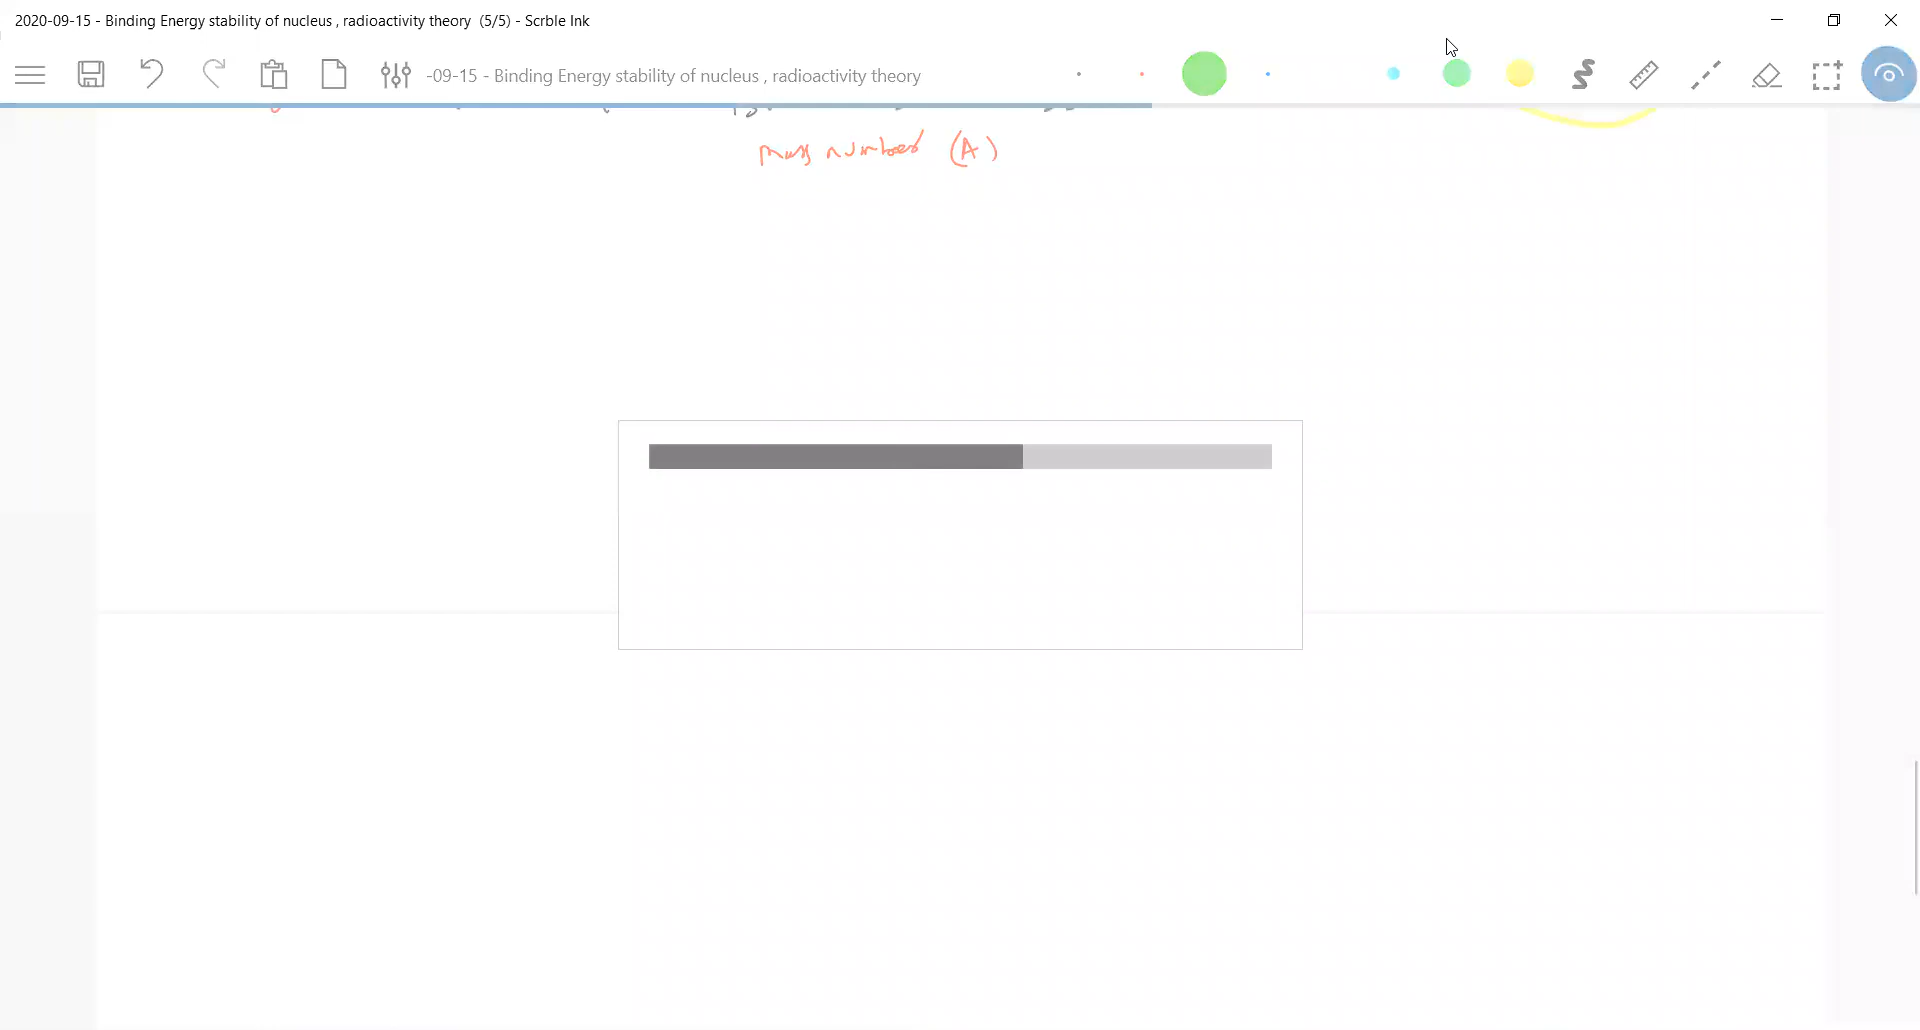 2020-09-15 - Binding Energy stability of nucleus , radioactivity theory (5/5) - Scrble Ink
-09-15 - Binding Energy stability of nucleus , radioactivity theory
mass number (A)